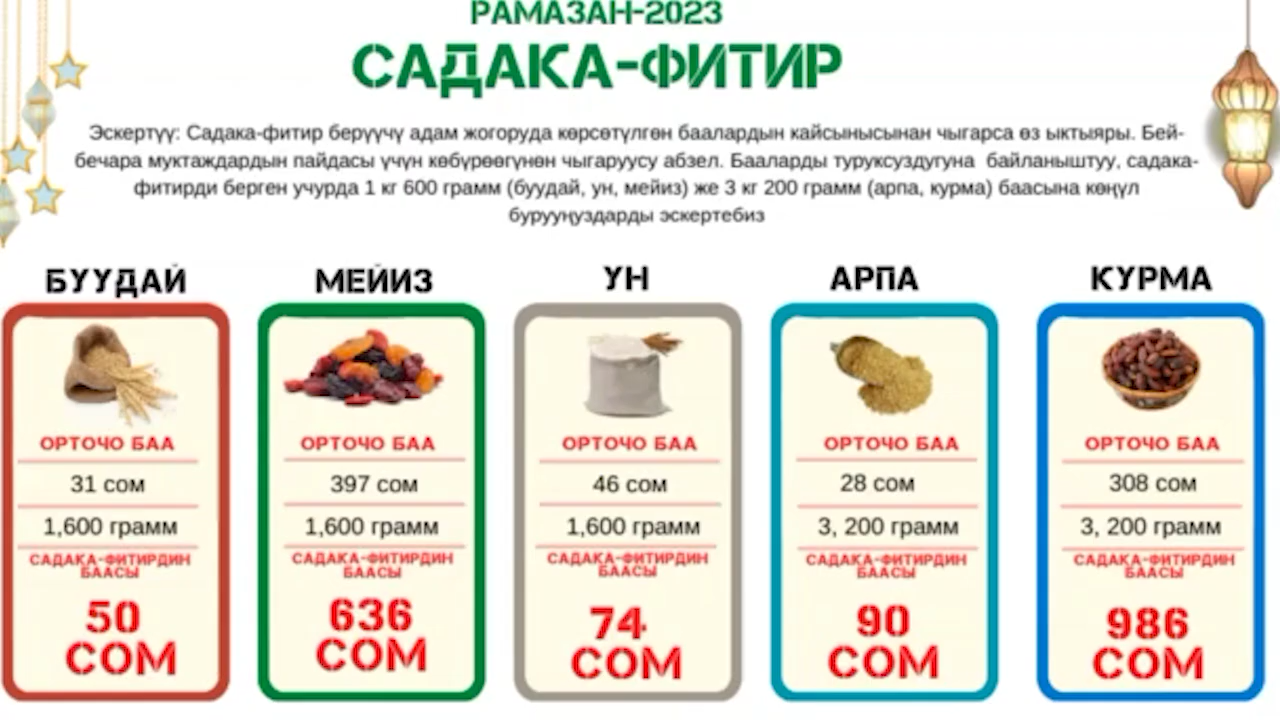 РАМАЗАН-2023
САДАКА-ФИТИР
Эскертүү: Садака-фитир берүүчү адам жогоруда көрсөтүлгөн баалардын кайсынысынан чыгарса өз ыктыяры. Бей-
бечара муктаждардын пайдасы үчүн көбүрөөгүнөн чыгаруусу абзел. Бааларды туруксуздугуна байланыштуу, садака-
фитирди берген учурда 1 кг 600 грамм (буудай, ун, мейиз) же 3 кг 200 грамм (арпа, курма) баасына көңүл
бурууңуздарды эскертебиз
БУУДАЙ
ОРТОЧО БАА
31 сом
1,600 грамм
САДАКА-ФИТИРДИН
БААСЫ
50
СОМ
МЕЙИЗ
ОРТОЧО БАА
397 сом
1,600 грамм
САДАКА-ФИТИРДИН
БААСЫ
636
СОМ
УН
ОРТОЧО БАА
46 сом
1,600 грамм
САДАКА-ФИТИРДИН
БААСЫ
74
СОМ
АРПА
ОРТОЧО БАА
28 сом
3, 200 грамм
САДАКА-ФИТИРДИН
БААСЫ
90
СОМ
КУРМА
ОРТОЧО БАА
308 сом
3, 200 грамм
САДАКА-ФИТИРДИН
БААСЫ
986
СОМ